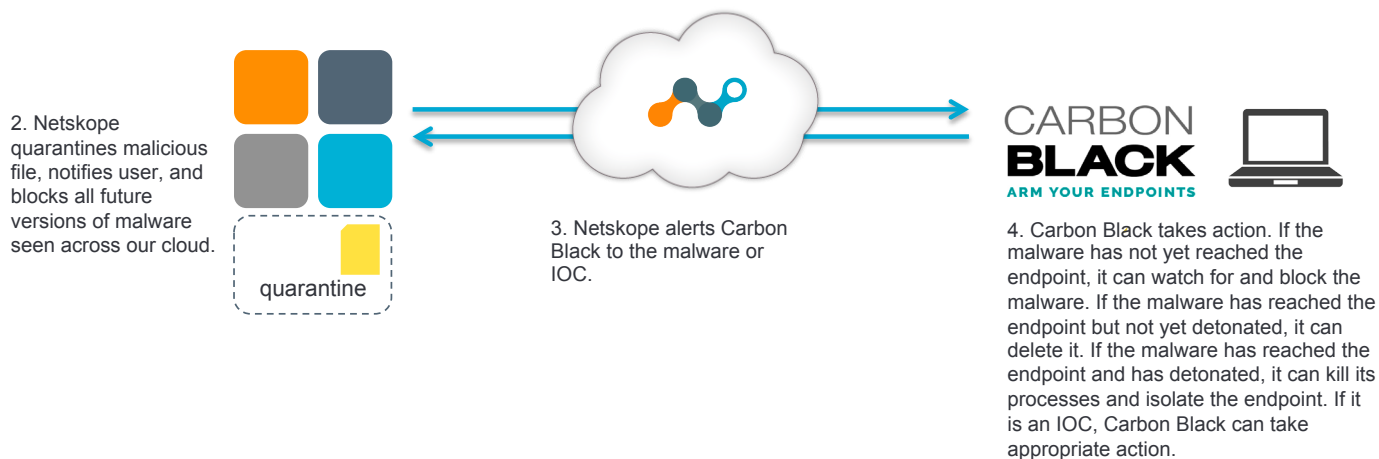 2. Netskope
quarantines malicious
file, notifies user, and
blocks all future
versions of malware
seen across our cloud.
quarantine
3. Netskope alerts Carbon
Black to the malware or
IOC.
CARBON
BLACK
ARM YOUR ENDPOINTS
4. Carbon Black takes action. If the
malware has not yet reached the
endpoint, it can watch for and block the
malware. If the malware has reached the
endpoint but not yet detonated, it can
delete it. If the malware has reached the
endpoint and has detonated, it can kill its
processes and isolate the endpoint. If it
is an IOC, Carbon Black can take
appropriate action.